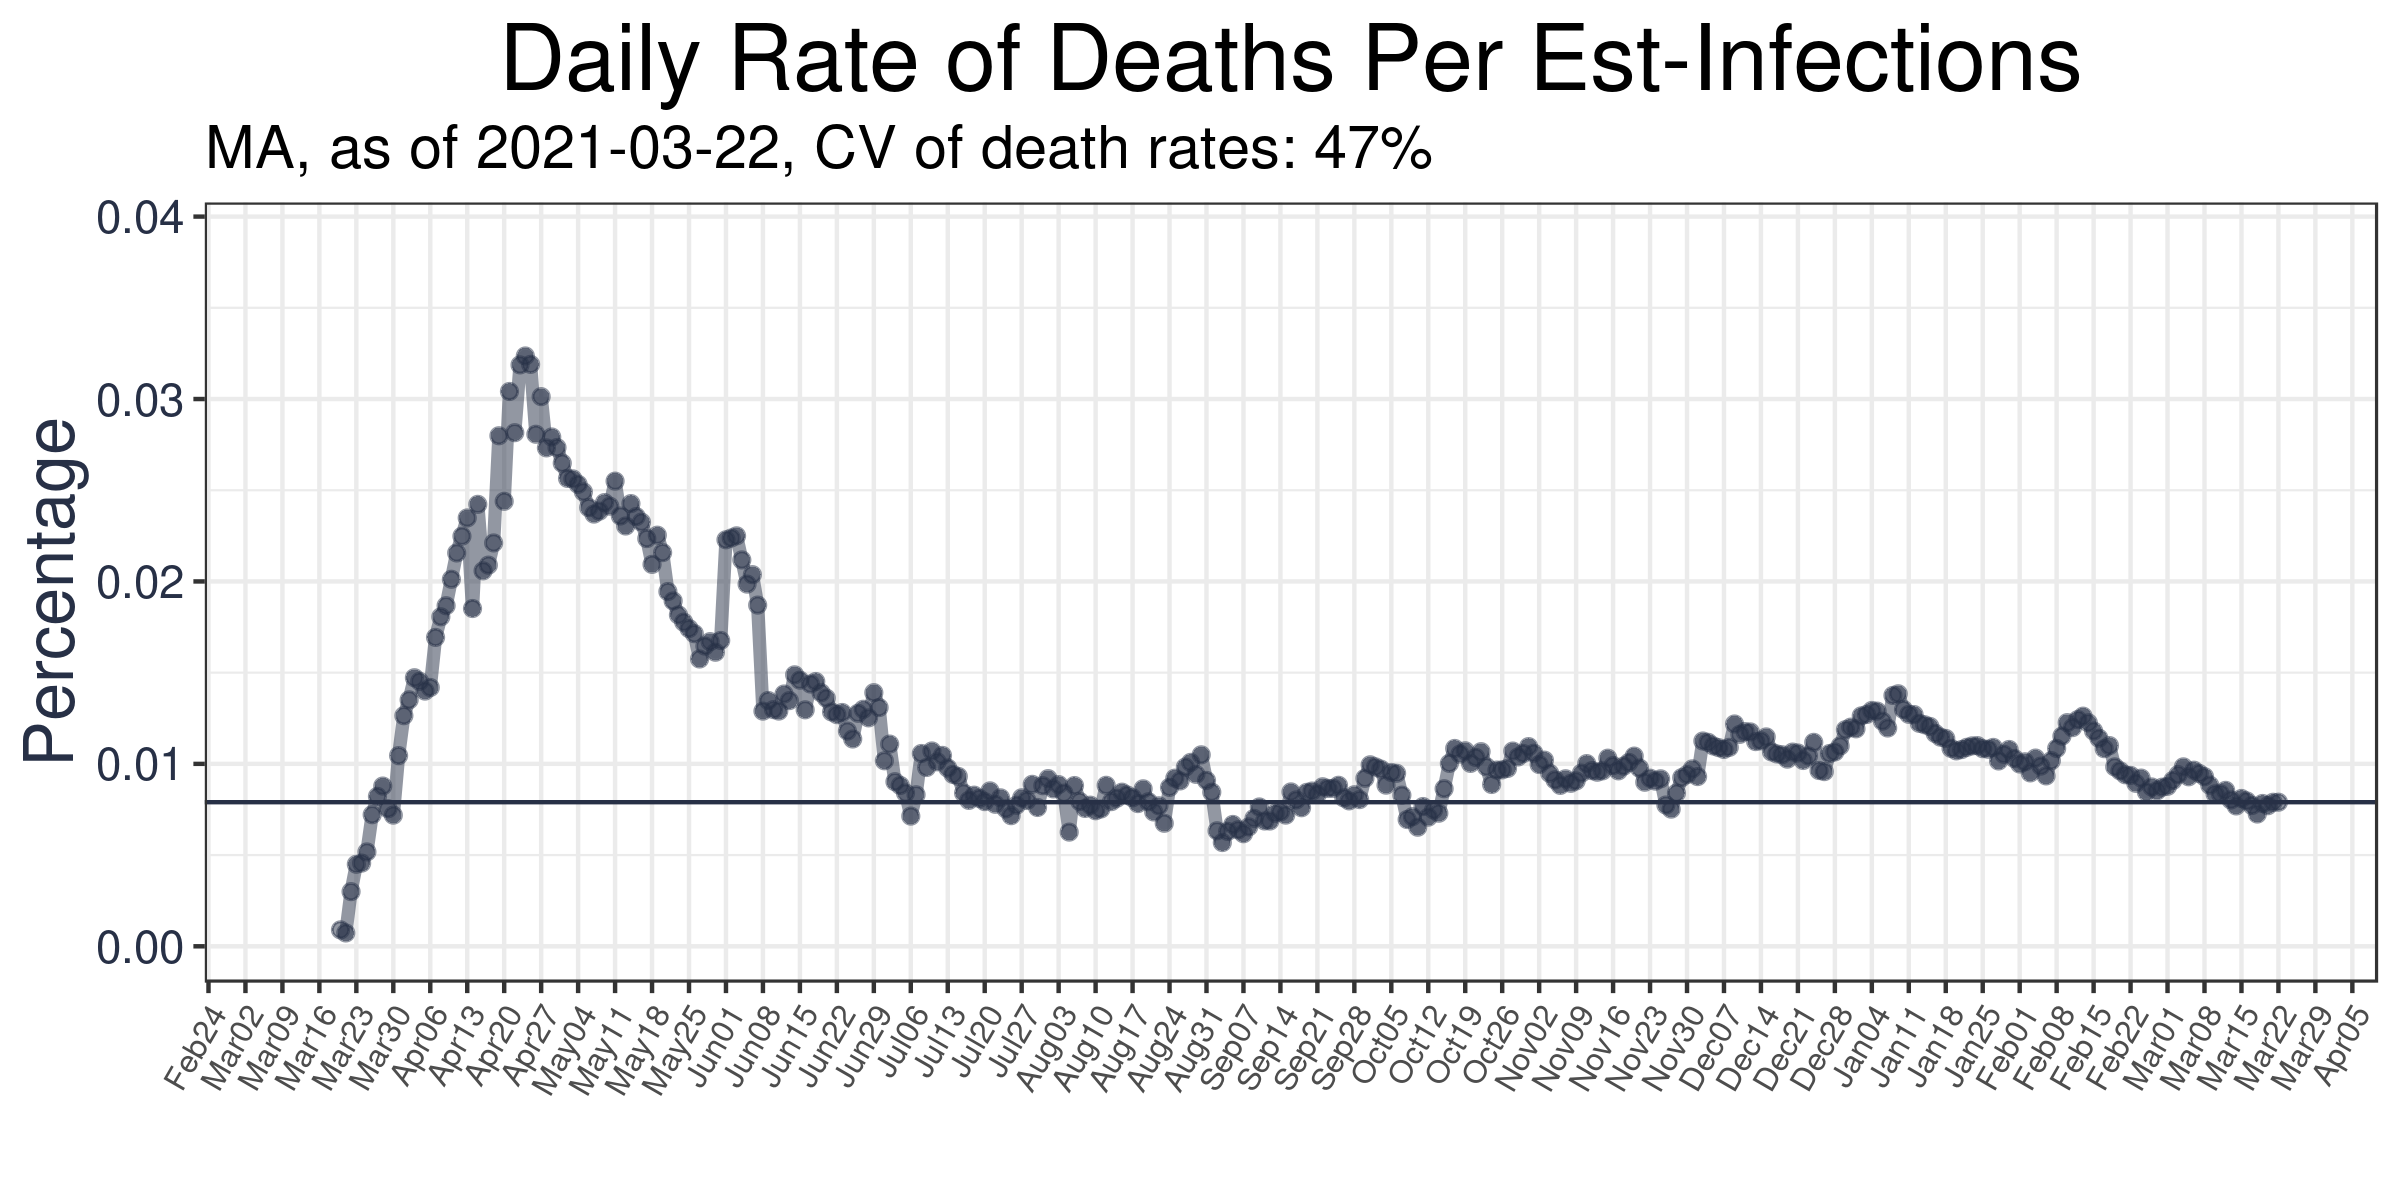 Daily Rate of Deaths Per Est-Infections
MA, as of 2021-03-22, CV of death rates: 47%
Percentage
0.04
0.03
0.02
0.01
0.00
Feb24
Mar02
Mar09
Mar16
Mar23
Mar30
Apr06
Apr13
Apr20
Apr27
May04
May11
May18
May25
Jun01
Jun08
Jun15
Jun22
Jun29
Jul06
Jul13
Jul20
Jul27
Aug03
Aug10
Aug17
Aug24
Aug31
Sep07
Sep14
Sep21
Sep28
Oct05
Oct12
Oct19
Oct26
Nov02
Nov09
Nov16
Nov23
Nov30
Dec07
Dec14
Dec21
Dec28
Jan04
Jan11
Jan18
Jan25
Feb01
Feb08
Feb15
Feb22
Mar01
Mar08
Mar15
Mar22
Mar29
Apr05